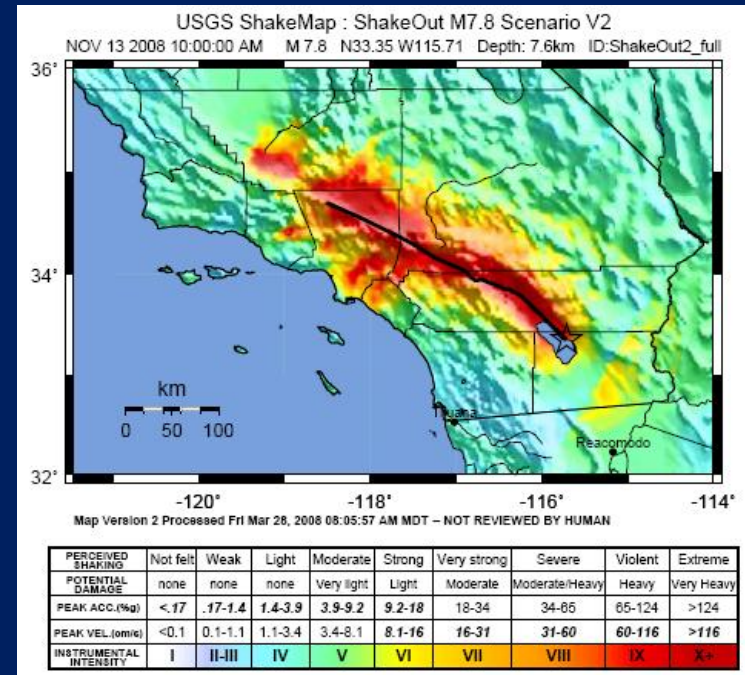 USGS ShakeMap : ShakeOut M7.8 Scenario V2
NOV 13 2008 10:00:00 AM M 7.8 N33.35 W115.71 Depth: 7.6km ID:ShakeOut2_full
36°
34°
32°
km
0 50 100
Tijuana
Reacomodo
-120° -118° -116° -114°
Map Version 2 Processed Fri Mar 28, 2008 08:05:57 AM MDT – NOT REVIEWED BY HUMAN
PERCEIVED SHAKING Not felt Weak Light Moderate Strong Very strong Severe Violent Extreme
POTENTIAL DAMAGE none none none Very light Light Moderate Moderate/Heavy Heavy Very Heavy
PEAK ACC.(%g) <.17 .17-1.4 1.4-3.9 3.9-9.2 9.2-18 18-34 34-65 65-124 >124
PEAK VEL.(cm/s) <0.1 0.1-1.1 1.1-3.4 3.4-8.1 8.1-16 16-31 31-60 60-116 >116
INSTRUMENTAL INTENSITY I II-III IV V VI VII VIII IX X+